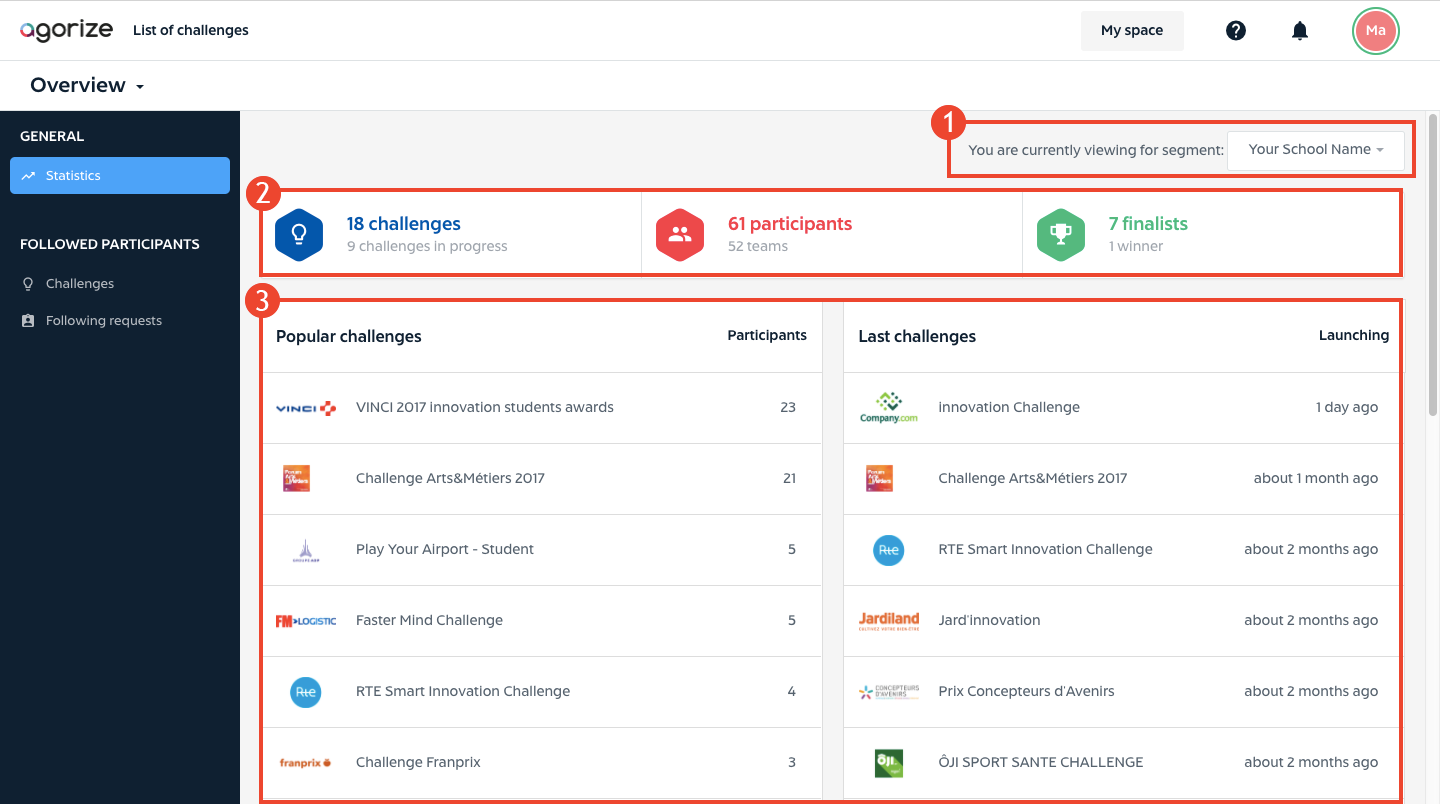 agorize List of challenges My space Ma
Overview
GENERAL
Statistics
FOLLOWED PARTICIPANTS
Challenges
Following requests
1
You are currently viewing for segment: Your School Name
2
18 challenges
9 challenges in progress
61 participants
52 teams
7 finalists
1 winner
3
Popular challenges Participants
VINCI VINCI 2017 innovation students awards 23
Challenge Arts&Métiers 2017 21
Play Your Airport - Student 5
FM>LOGISTIC Faster Mind Challenge 5
Rte RTE Smart Innovation Challenge 4
franprix Challenge Franprix 3
Last challenges Launching
Company.com innovation Challenge 1 day ago
Challenge Arts&Métiers 2017 about 1 month ago
Rte RTE Smart Innovation Challenge about 2 months ago
Jardiland Jard'innovation about 2 months ago
CONCEPTEURS
D'AVENIRS Prix Concepteurs d'Avenirs about 2 months ago
ÔJI ÔJI SPORT SANTE CHALLENGE about 2 months ago